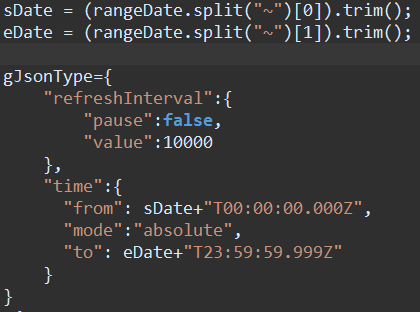 sDate = (rangeDate.split("~")[0]).trim();
eDate = (rangeDate.split("~")[1]).trim();
gJsonType={
"refreshInterval":{
"pause":false,
"value":10000
},
"time":{
"from": sDate+"T00:00:00.000Z",
"mode":"absolute",
"to": eDate+"T23:59:59.999Z"
}
}